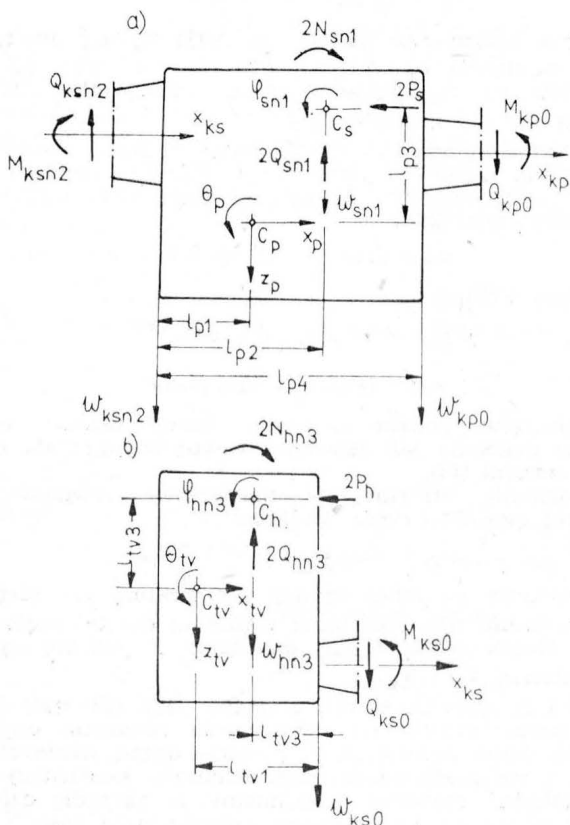 a)
2N_sn1
Q_ksn2
φ_sn1
2P_s
M_kp0
x_ks
C_s
l_p3
M_ksn2
2Q_sn1
x_kp
θ_p
w_sn1
Q_kp0
C_p
x_p
z_p
l_p1
l_p2
l_p4
w_ksn2
w_kp0
b)
2N_hn3
φ_hn3
2P_h
C_h
l_tv3
2Q_hn3
θ_tv
C_tv
x_tv
M_ks0
z_tv
w_hn3
x_ks
Q_ks0
l_tv3
l_tv1
w_ks0